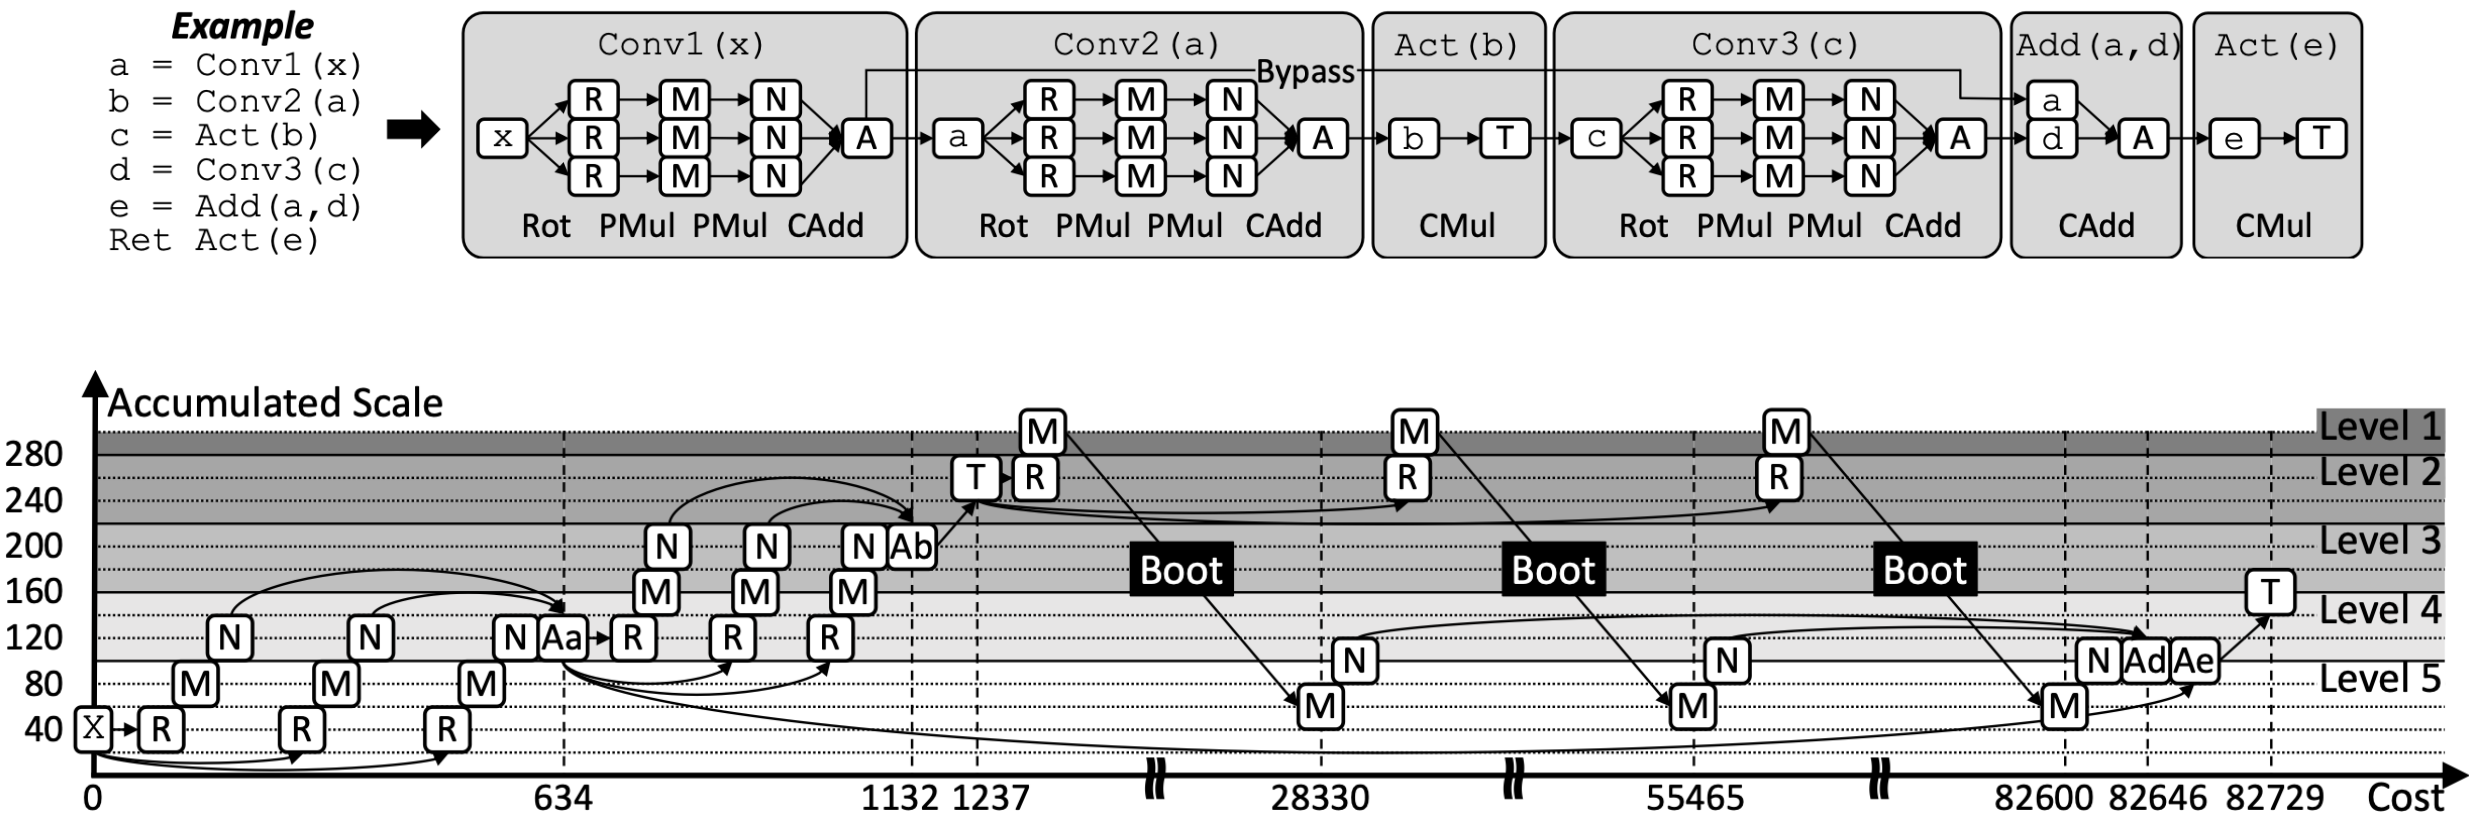 Example
a = Conv1(x)
b = Conv2(a)
c = Act(b)
d = Conv3(c)
e = Add(a,d)
Ret Act(e)
Conv1(x) Conv2(a) Act(b) Conv3(c) Add(a,d) Act(e)
Bypass
R M N R M N R M N a
x R M N A a R M N A b T c R M N A d A e T
R M N R M N R M N
Rot PMul PMul CAdd Rot PMul PMul CAdd CMul Rot PMul PMul CAdd CAdd CMul
Accumulated Scale
M M M Level 1
280
T R R R Level 2
240
200 N N N Ab Level 3
Boot Boot Boot
160 M M M T
Level 4
120 N N N Aa R R R
N N N Ad Ae
80 M M M Level 5
M M M
40 X R R R
0 634 1132 1237 28330 55465 82600 82646 82729 Cost